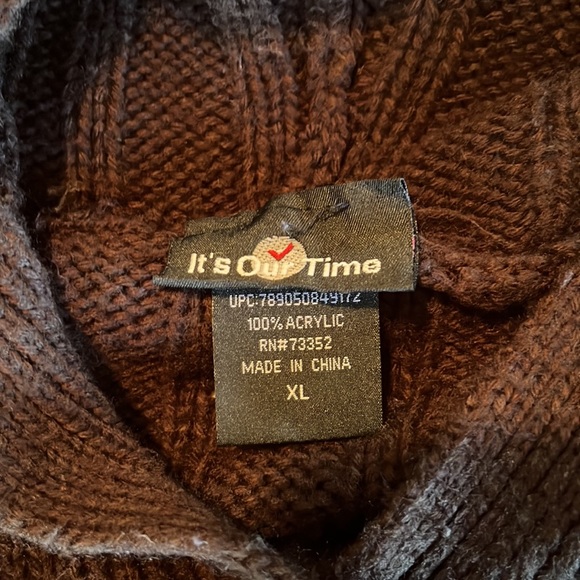 It's Our Time
UPC:789050849172
100% ACRYLIC
RN#73352
MADE IN CHINA
XL